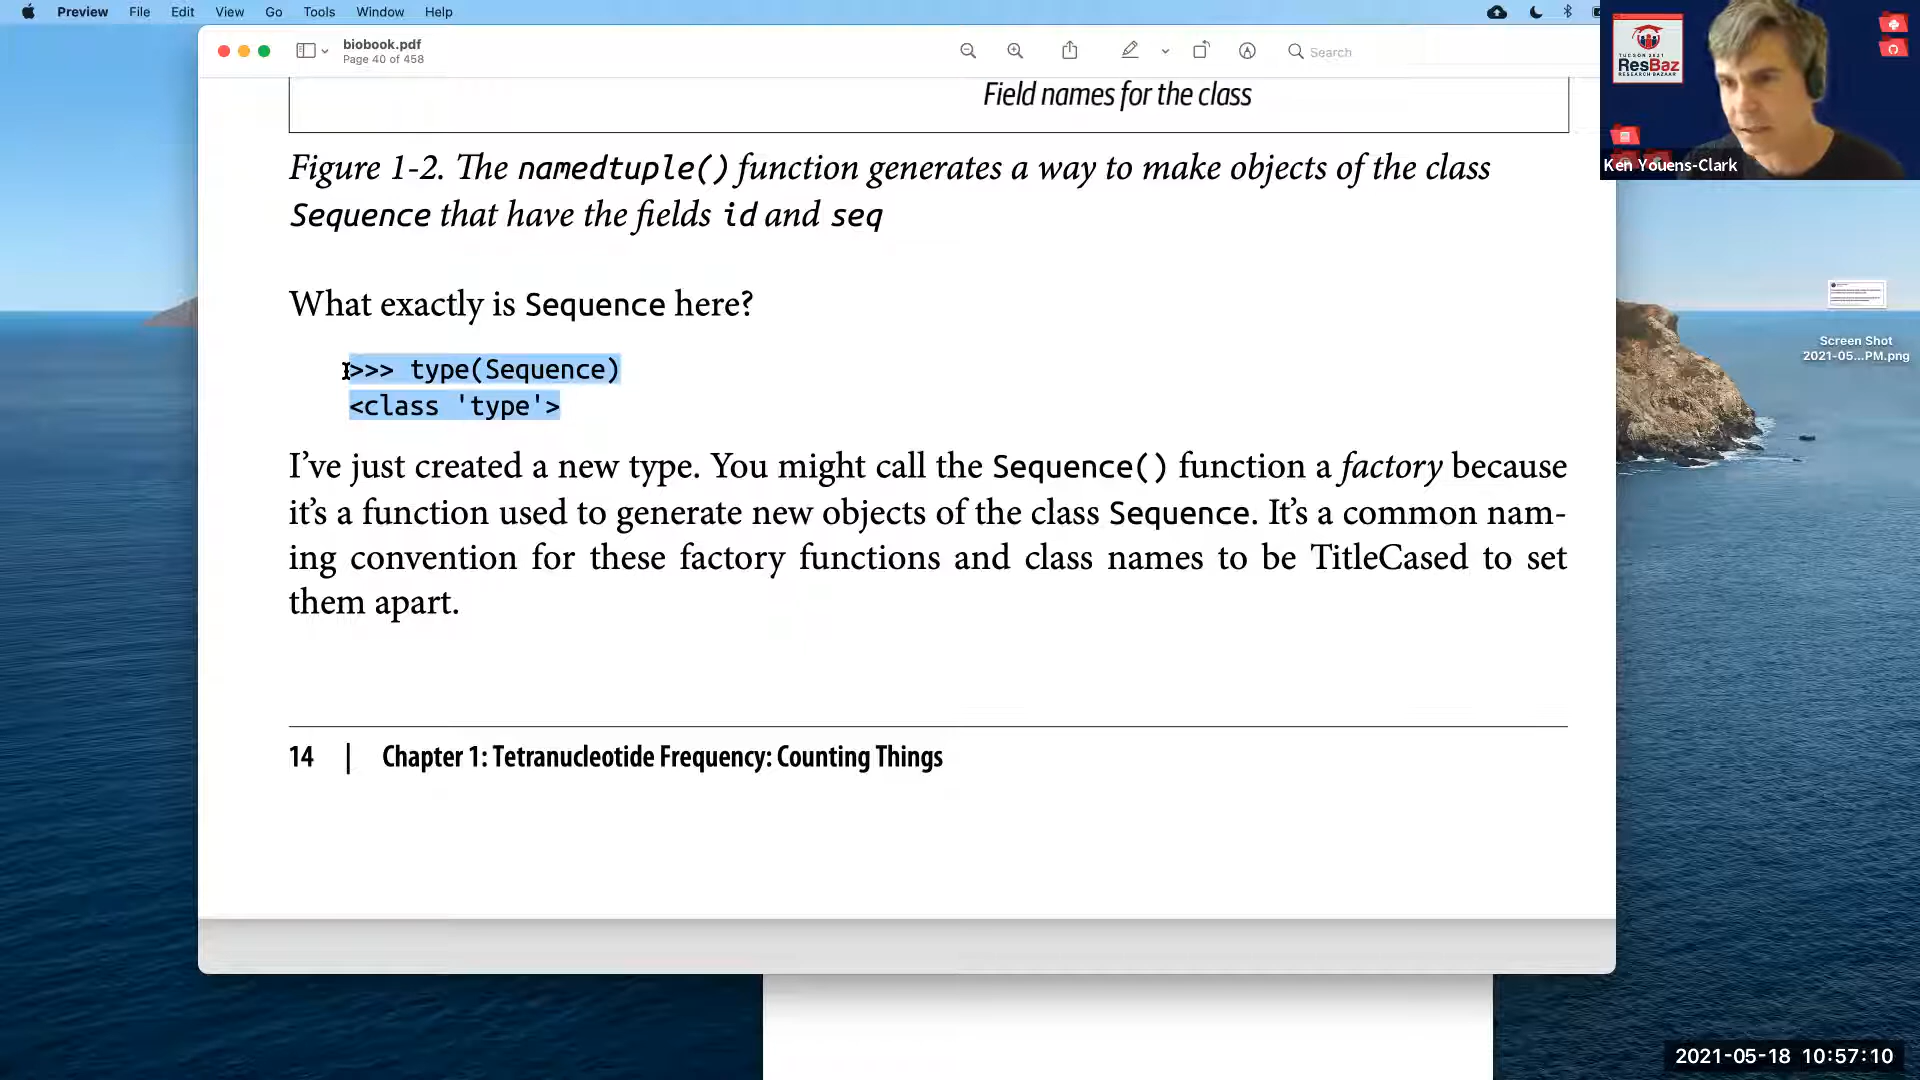 Preview File Edit View Go Tools Window Help
biobook.pdf
Page 40 of 458
Search
TUCSON 2021
ResBaz
RESEARCH BAZAAR
Ken Youens-Clark
Field names for the class
Figure 1-2. The namedtuple() function generates a way to make objects of the class
Sequence that have the fields id and seq
What exactly is Sequence here?
>>> type(Sequence)
<class 'type'>
I’ve just created a new type. You might call the Sequence() function a factory because
it’s a function used to generate new objects of the class Sequence. It’s a common nam-
ing convention for these factory functions and class names to be TitleCased to set
them apart.
14 | Chapter 1: Tetranucleotide Frequency: Counting Things
Screen Shot
2021-05...PM.png
2021-05-18 10:57:10